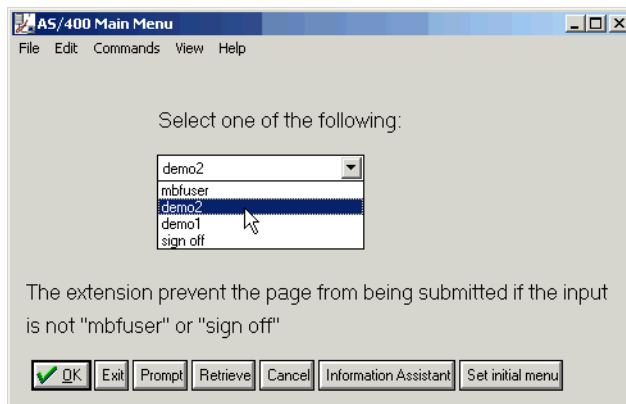 AS/400 Main Menu
File Edit Commands View Help
Select one of the following:
demo2
mbfuser
demo2
demo1
sign off
The extension prevent the page from being submitted if the input
is not "mbfuser" or "sign off"
OK Exit Prompt Retrieve Cancel Information Assistant Set initial menu